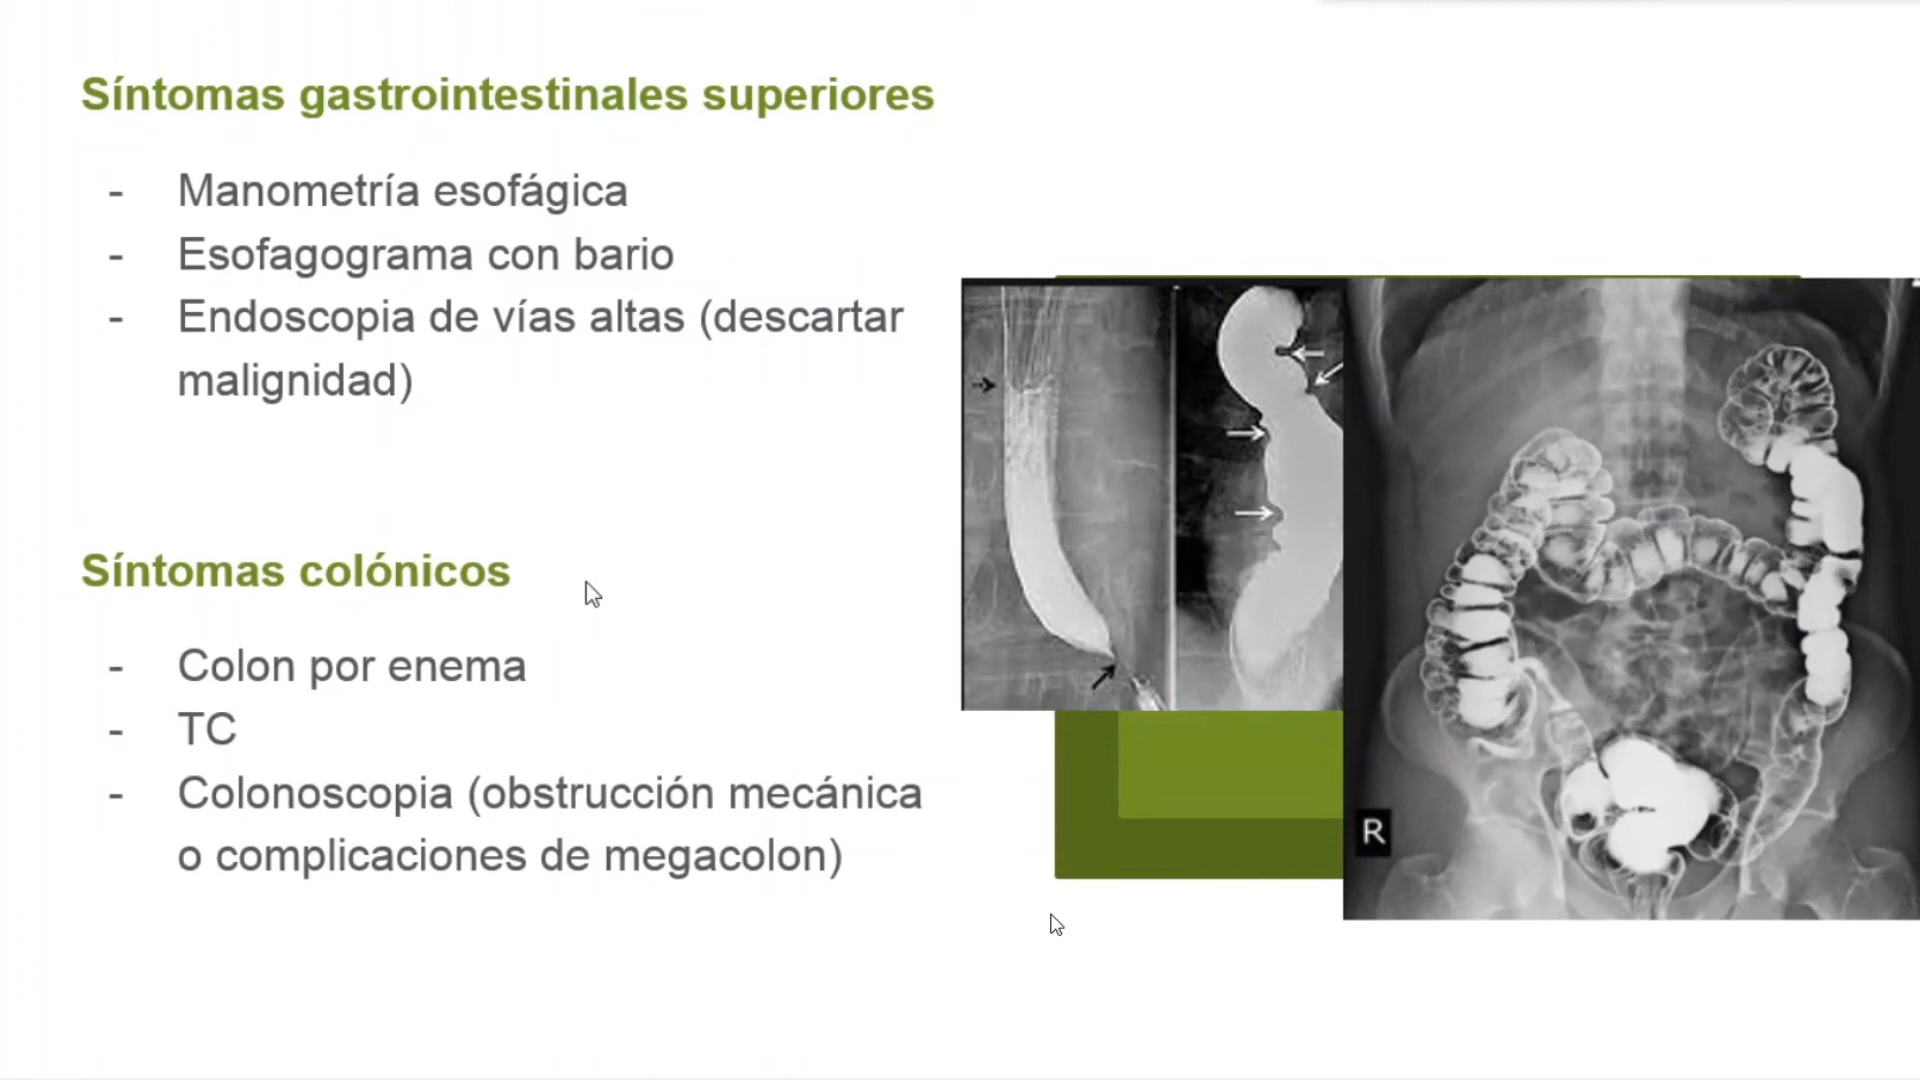 Síntomas gastrointestinales superiores
- Manometría esofágica
- Esofagograma con bario
- Endoscopia de vías altas (descartar
malignidad)
Síntomas colónicos
- Colon por enema
- TC
- Colonoscopia (obstrucción mecánica
o complicaciones de megacolon)
R